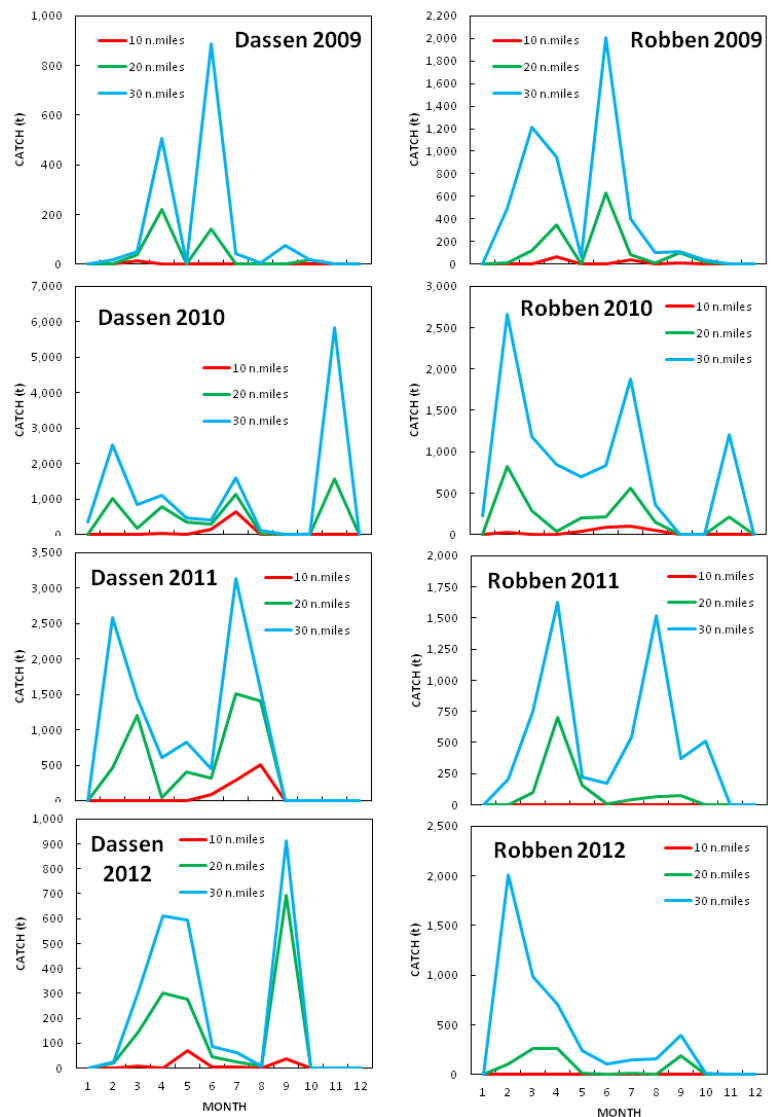 Dassen 2009
10 n.miles
20 n.miles
30 n.miles
CATCH (t)
1,000
800
600
400
200
0
Robben 2009
10 n.miles
20 n.miles
30 n.miles
CATCH (t)
2,200
2,000
1,800
1,600
1,400
1,200
1,000
800
600
400
200
0
Dassen 2010
10 n.miles
20 n.miles
30 n.miles
CATCH (t)
7,000
6,000
5,000
4,000
3,000
2,000
1,000
0
Robben 2010
10 n.miles
20 n.miles
30 n.miles
CATCH (t)
3,000
2,500
2,000
1,500
1,000
500
0
Dassen 2011
10 n.miles
20 n.miles
30 n.miles
CATCH (t)
3,500
3,000
2,500
2,000
1,500
1,000
500
0
Robben 2011
10 n.miles
20 n.miles
30 n.miles
CATCH (t)
2,000
1,750
1,500
1,250
1,000
750
500
250
0
Dassen
2012
10 n.miles
20 n.miles
30 n.miles
CATCH (t)
1,000
900
800
700
600
500
400
300
200
100
0
1 2 3 4 5 6 7 8 9 10 11 12
MONTH
Robben 2012
10 n.miles
20 n.miles
30 n.miles
CATCH (t)
2,500
2,000
1,500
1,000
500
0
1 2 3 4 5 6 7 8 9 10 11 12
MONTH